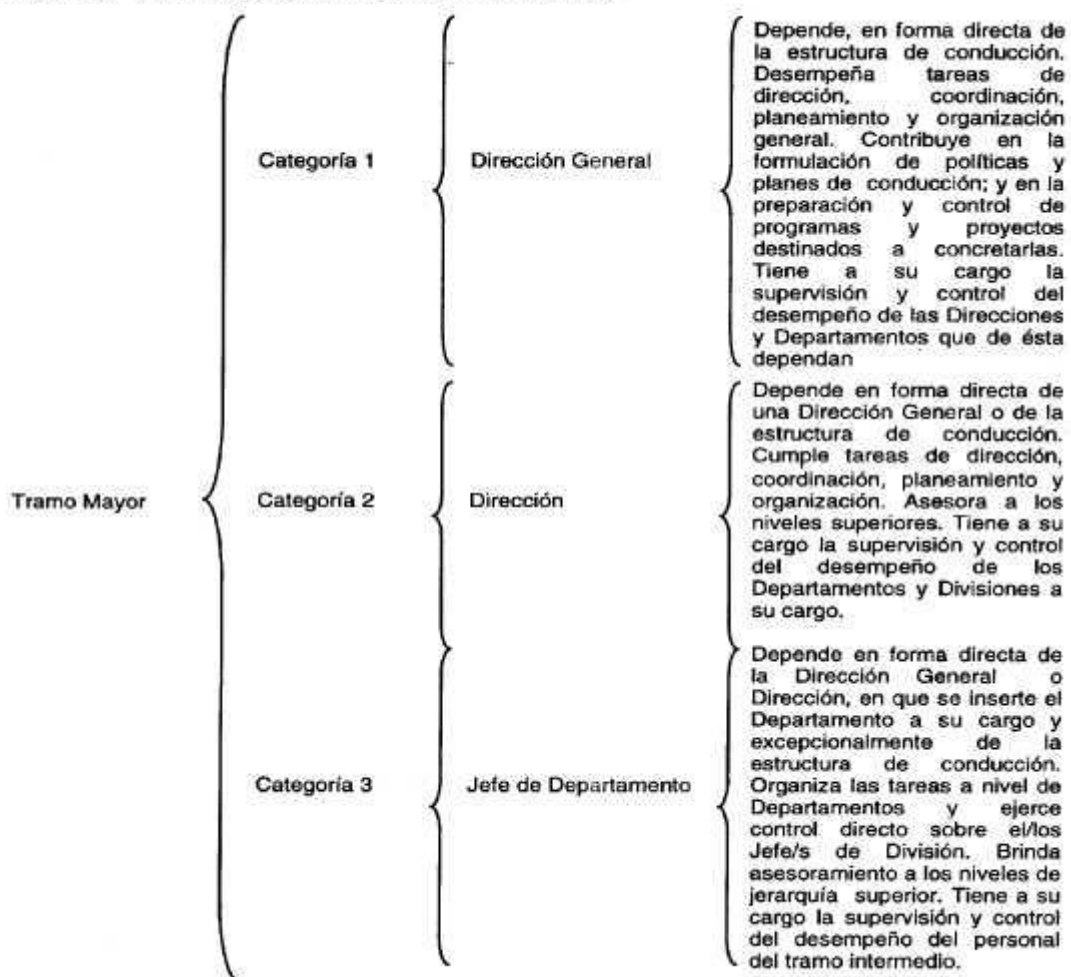 Tramo Mayor
Categoría 1
Dirección General
Depende, en forma directa de
la estructura de conducción.
Desempeña tareas de
dirección, coordinación,
planeamiento y organización
general. Contribuye en la
formulación de políticas y
planes de conducción; y en la
preparación y control de
programas y proyectos
destinados a concretarlas.
Tiene a su cargo la
supervisión y control del
desempeño de las Direcciones
y Departamentos que de ésta
dependan
Categoría 2
Dirección
Depende en forma directa de
una Dirección General o de la
estructura de conducción.
Cumple tareas de dirección,
coordinación, planeamiento y
organización. Asesora a los
niveles superiores. Tiene a su
cargo la supervisión y control
del desempeño de los
Departamentos y Divisiones a
su cargo.
Categoría 3
Jefe de Departamento
Depende en forma directa de
la Dirección General o
Dirección, en que se inserte el
Departamento a su cargo y
excepcionalmente de la
estructura de conducción.
Organiza las tareas a nivel de
Departamentos y ejerce
control directo sobre el/los
Jefe/s de División. Brinda
asesoramiento a los niveles de
jerarquía superior. Tiene a su
cargo la supervisión y control
del desempeño del personal
del tramo intermedio.